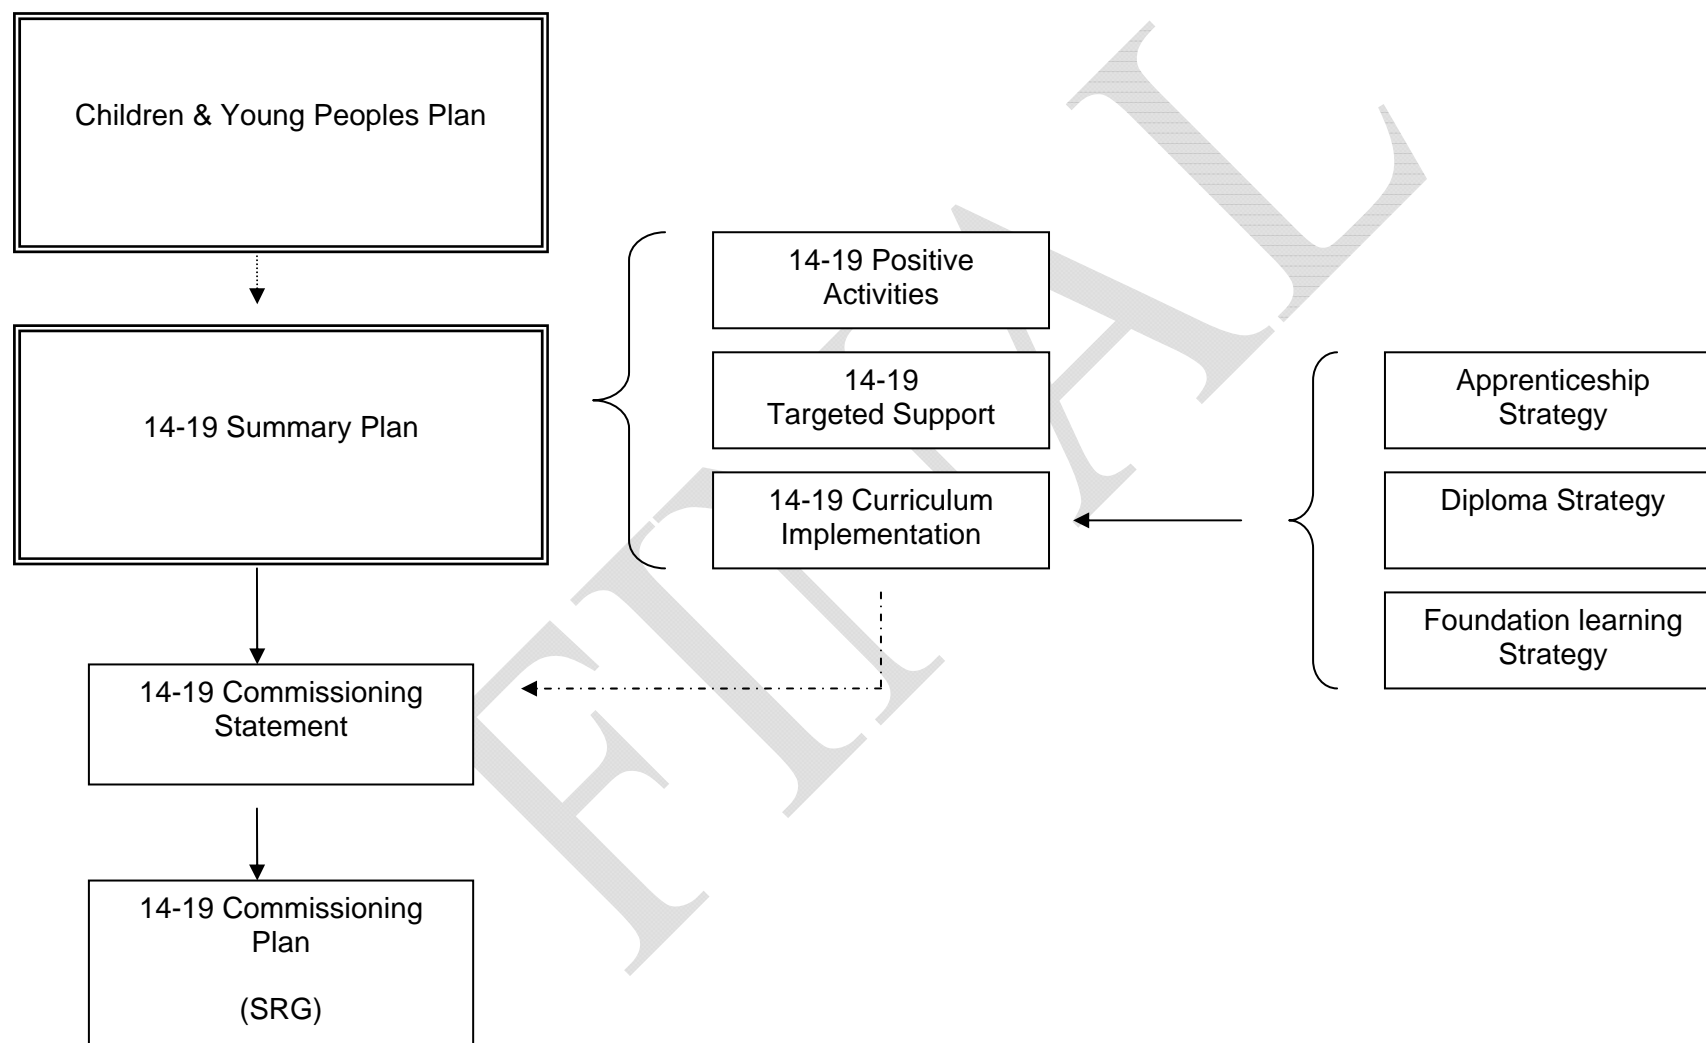 Children & Young Peoples Plan
14-19 Summary Plan
14-19 Commissioning
Statement
14-19 Commissioning
Plan
(SRG)
14-19 Positive
Activities
14-19
Targeted Support
14-19 Curriculum
Implementation
Apprenticeship
Strategy
Diploma Strategy
Foundation learning
Strategy
FINAL